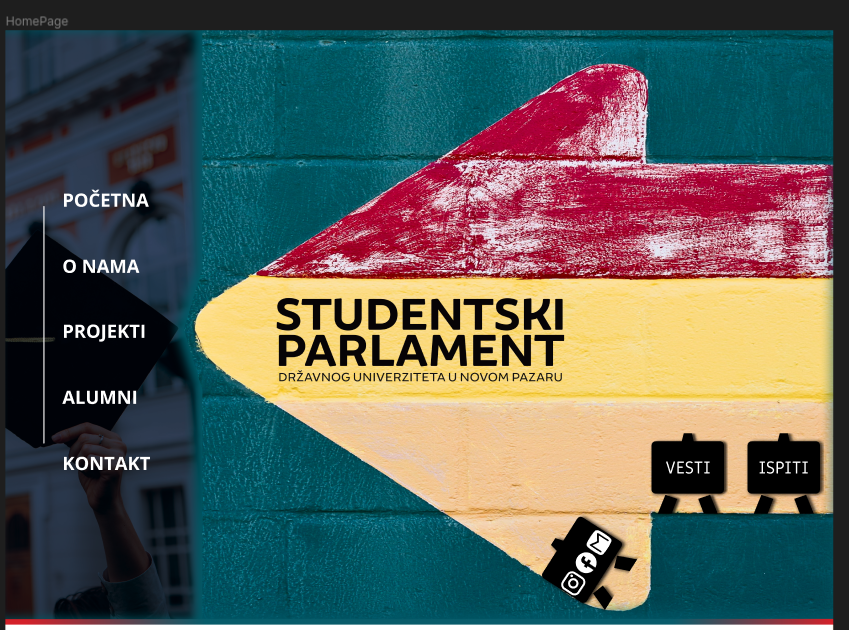 HomePage
POČETNA
O NAMA
PROJEKTI
ALUMNI
KONTAKT
STUDENTSKI
PARLAMENT
DRŽAVNOG UNIVERZITETA U NOVOM PAZARU
VESTI
ISPITI